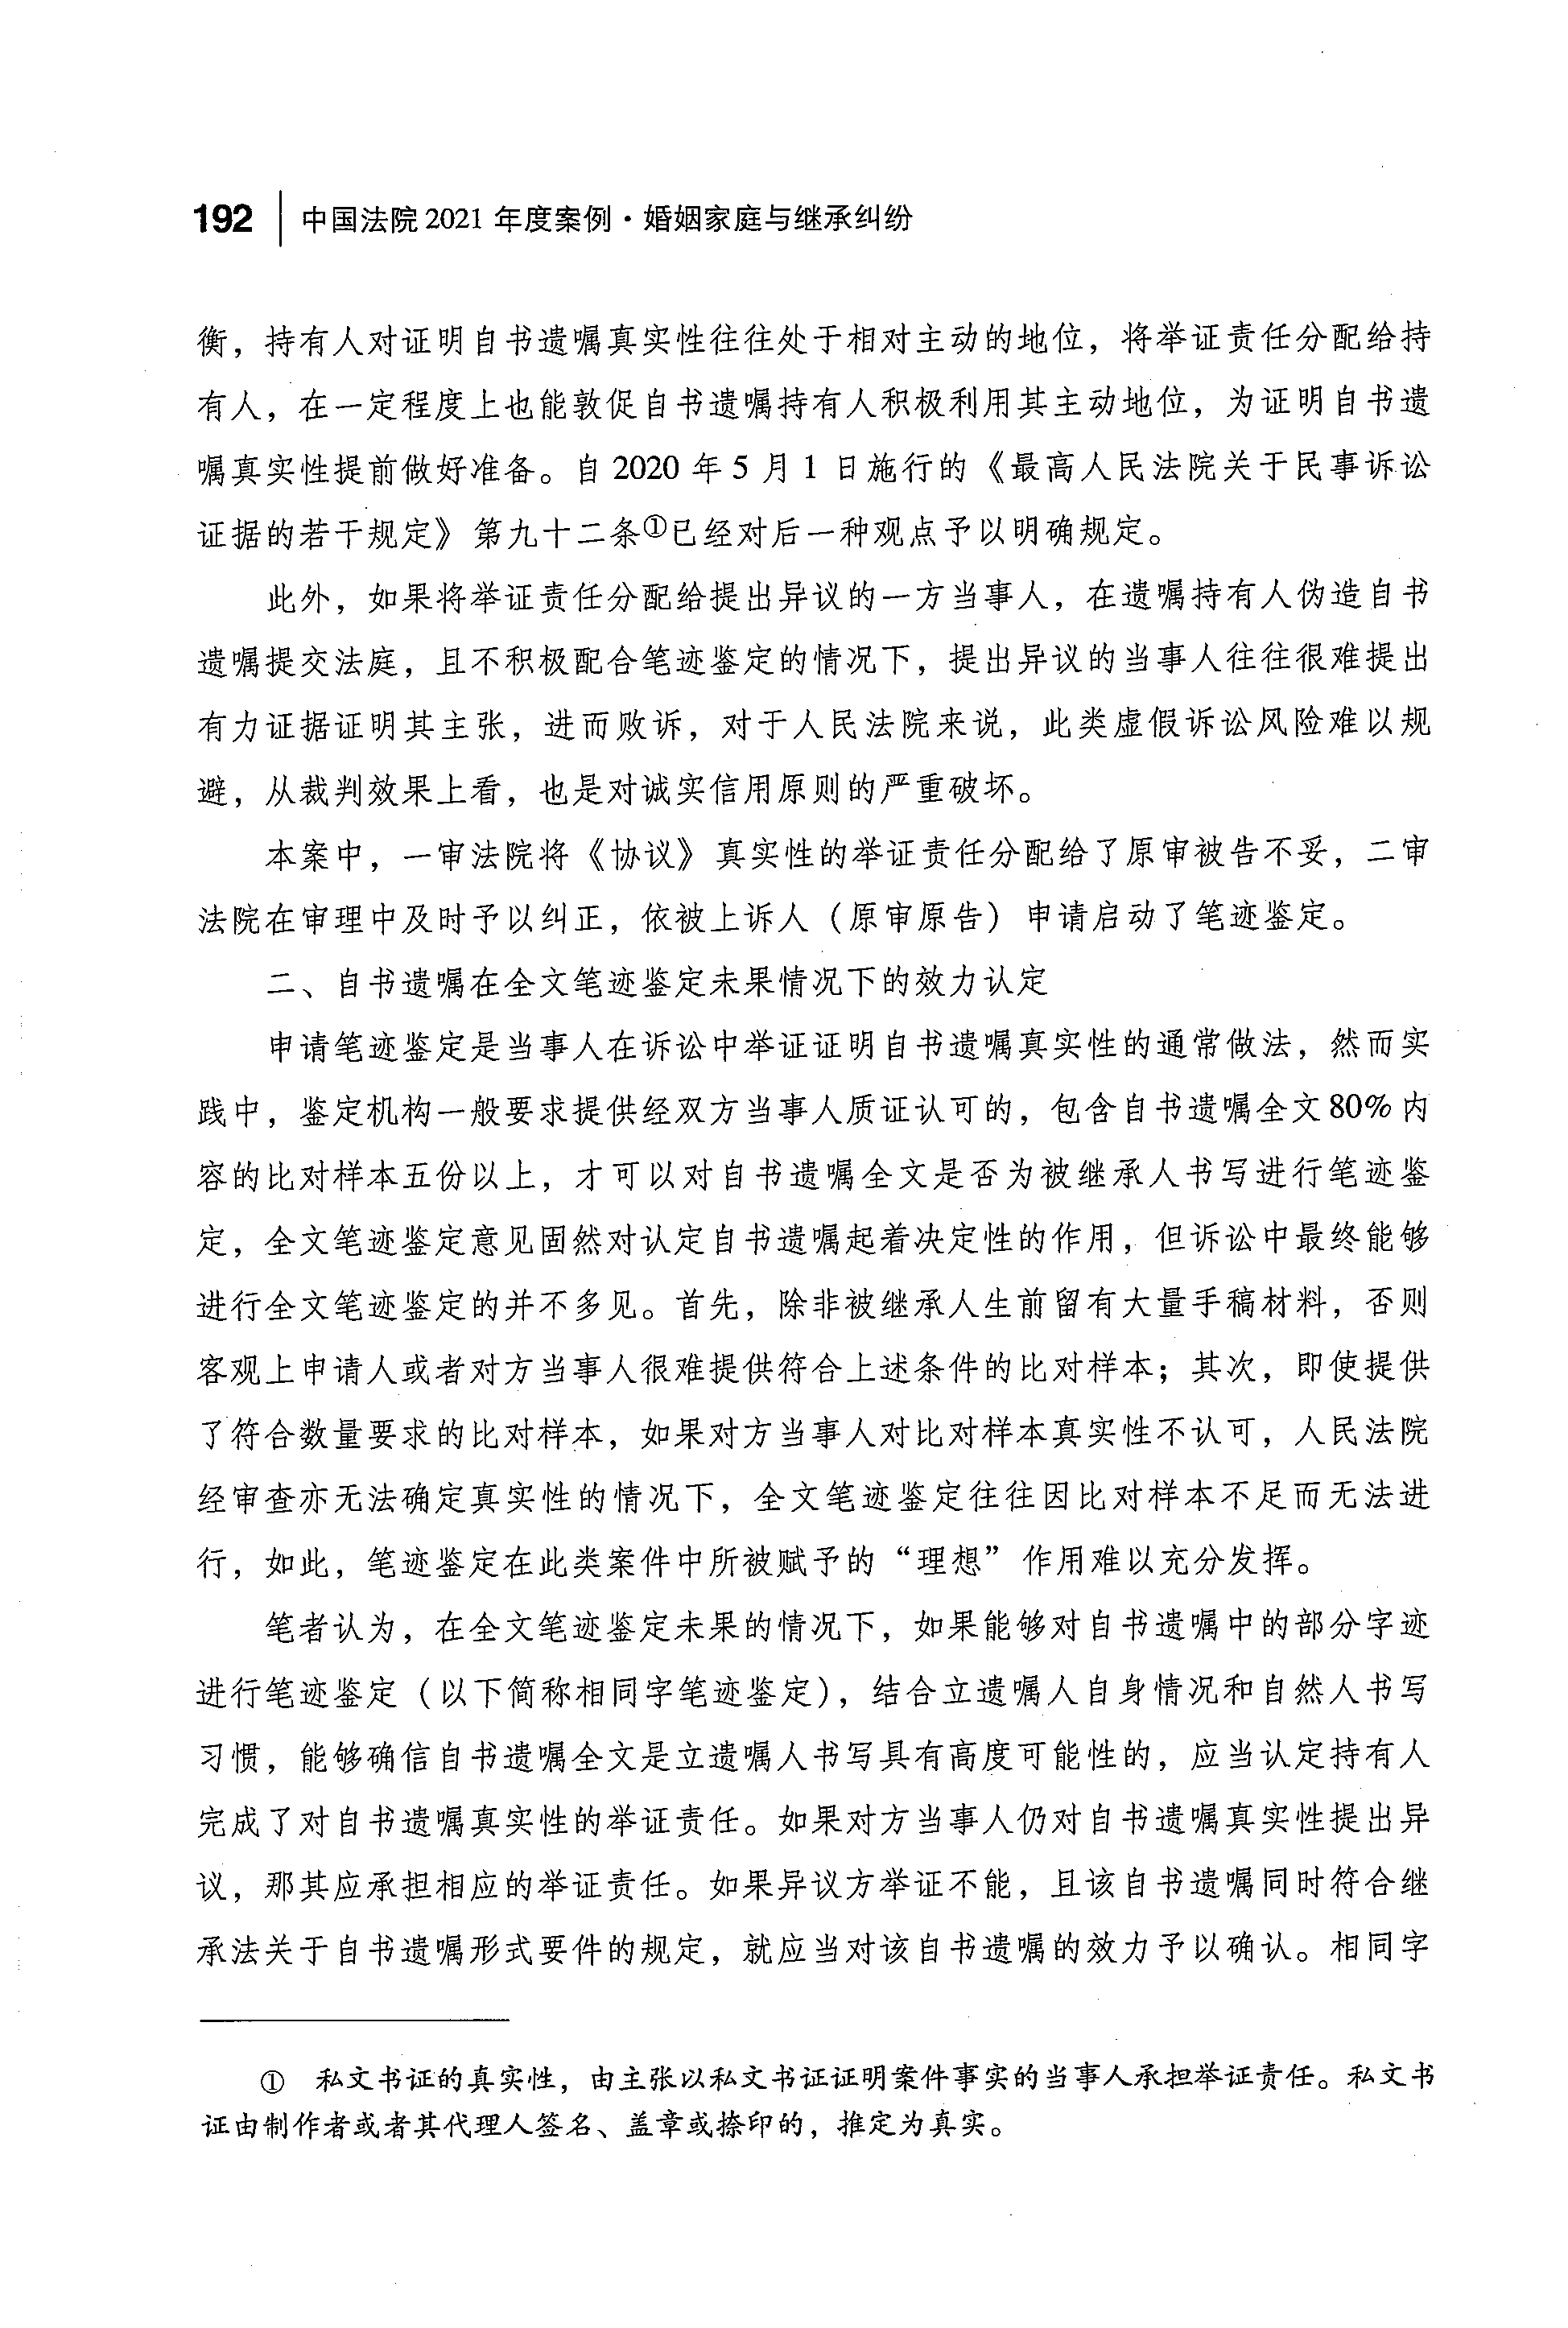 192 中国法院 2021 年度案例·婚姻家庭与继承纠纷
衡，持有人对证明自书遗嘱真实性往往处于相对主动的地位，将举证责任分配给持
有人，在一定程度上也能敦促自书遗嘱持有人积极利用其主动地位，为证明自书遗
嘱真实性提前做好准备。自 2020 年 5 月 1 日施行的《最高人民法院关于民事诉讼
证据的若干规定》第九十二条①已经对后一种观点予以明确规定。
此外，如果将举证责任分配给提出异议的一方当事人，在遗嘱持有人伪造自书
遗嘱提交法庭，且不积极配合笔迹鉴定的情况下，提出异议的当事人往往很难提出
有力证据证明其主张，进而败诉，对于人民法院来说，此类虚假诉讼风险难以规
避，从裁判效果上看，也是对诚实信用原则的严重破坏。
本案中，一审法院将《协议》真实性的举证责任分配给了原审被告不妥，二审
法院在审理中及时予以纠正，依被上诉人（原审原告）申请启动了笔迹鉴定。
二、自书遗嘱在全文笔迹鉴定未果情况下的效力认定
申请笔迹鉴定是当事人在诉讼中举证证明自书遗嘱真实性的通常做法，然而实
践中，鉴定机构一般要求提供经双方当事人质证认可的，包含自书遗嘱全文 80% 内
容的比对样本五份以上，才可以对自书遗嘱全文是否为被继承人书写进行笔迹鉴
定，全文笔迹鉴定意见固然对认定自书遗嘱起着决定性的作用，但诉讼中最终能够
进行全文笔迹鉴定的并不多见。首先，除非被继承人生前留有大量手稿材料，否则
客观上申请人或者对方当事人很难提供符合上述条件的比对样本；其次，即使提供
了符合数量要求的比对样本，如果对方当事人对比对样本真实性不认可，人民法院
经审查亦无法确定真实性的情况下，全文笔迹鉴定往往因比对样本不足而无法进
行，如此，笔迹鉴定在此类案件中所被赋予的“理想”作用难以充分发挥。
笔者认为，在全文笔迹鉴定未果的情况下，如果能够对自书遗嘱中的部分字迹
进行笔迹鉴定（以下简称相同字笔迹鉴定），结合立遗嘱人自身情况和自然人书写
习惯，能够确信自书遗嘱全文是立遗嘱人书写具有高度可能性的，应当认定持有人
完成了对自书遗嘱真实性的举证责任。如果对方当事人仍对自书遗嘱真实性提出异
议，那其应承担相应的举证责任。如果异议方举证不能，且该自书遗嘱同时符合继
承法关于自书遗嘱形式要件的规定，就应当对该自书遗嘱的效力予以确认。相同字
① 私文书证的真实性，由主张以私文书证证明案件事实的当事人承担举证责任。私文书
证由制作者或者其代理人签名、盖章或捺印的，推定为真实。